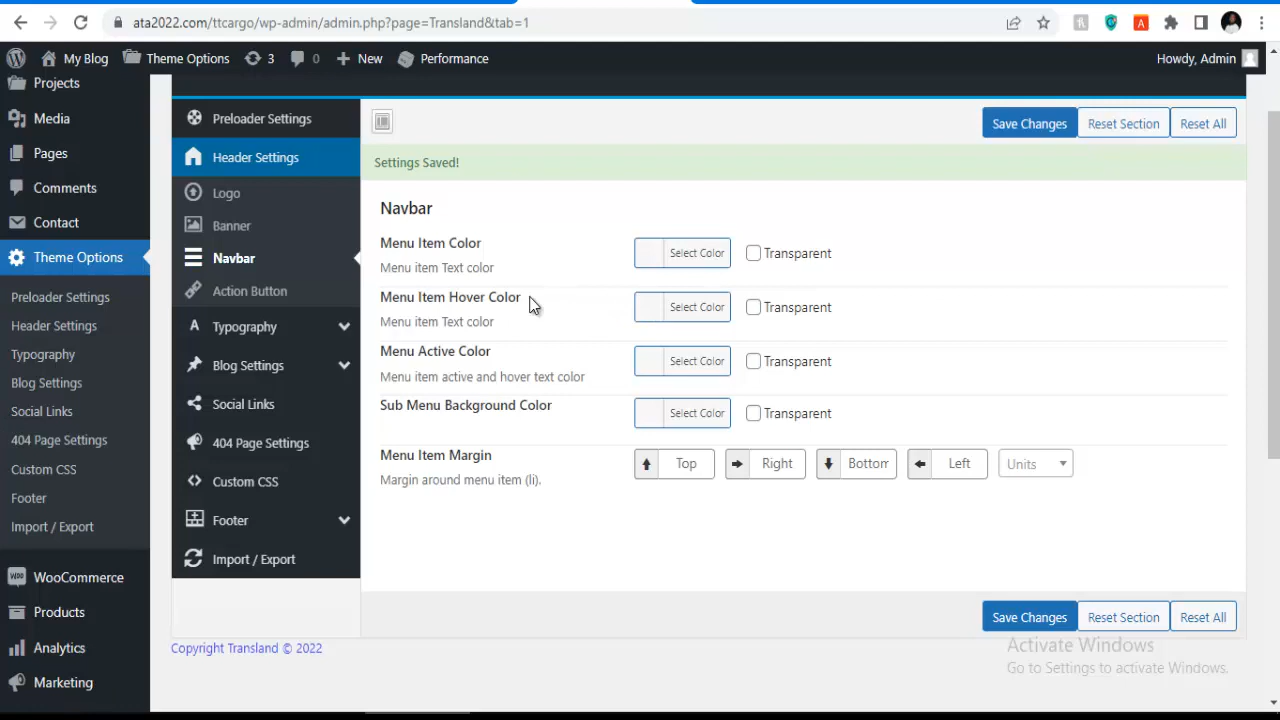 ata2022.com/ttcargo/wp-admin/admin.php?page=Transland&tab=1
My Blog
Theme Options
3
0
New
Performance
Howdy, Admin
Projects
Media
Pages
Comments
Contact
Theme Options
Preloader Settings
Header Settings
Typography
Blog Settings
Social Links
404 Page Settings
Custom CSS
Footer
Import / Export
WooCommerce
Products
Analytics
Marketing
Preloader Settings
Header Settings
Logo
Banner
Navbar
Action Button
Typography
Blog Settings
Social Links
404 Page Settings
Custom CSS
Footer
Import / Export
Save Changes
Reset Section
Reset All
Settings Saved!
Navbar
Menu Item Color
Menu item Text color
Select Color
Transparent
Menu Item Hover Color
Menu item Text color
Select Color
Transparent
Menu Active Color
Menu item active and hover text color
Select Color
Transparent
Sub Menu Background Color
Select Color
Transparent
Menu Item Margin
Margin around menu item (li).
Top
Right
Bottom
Left
Units
Save Changes
Reset Section
Reset All
Copyright Transland © 2022
Activate Windows
Go to Settings to activate Windows.